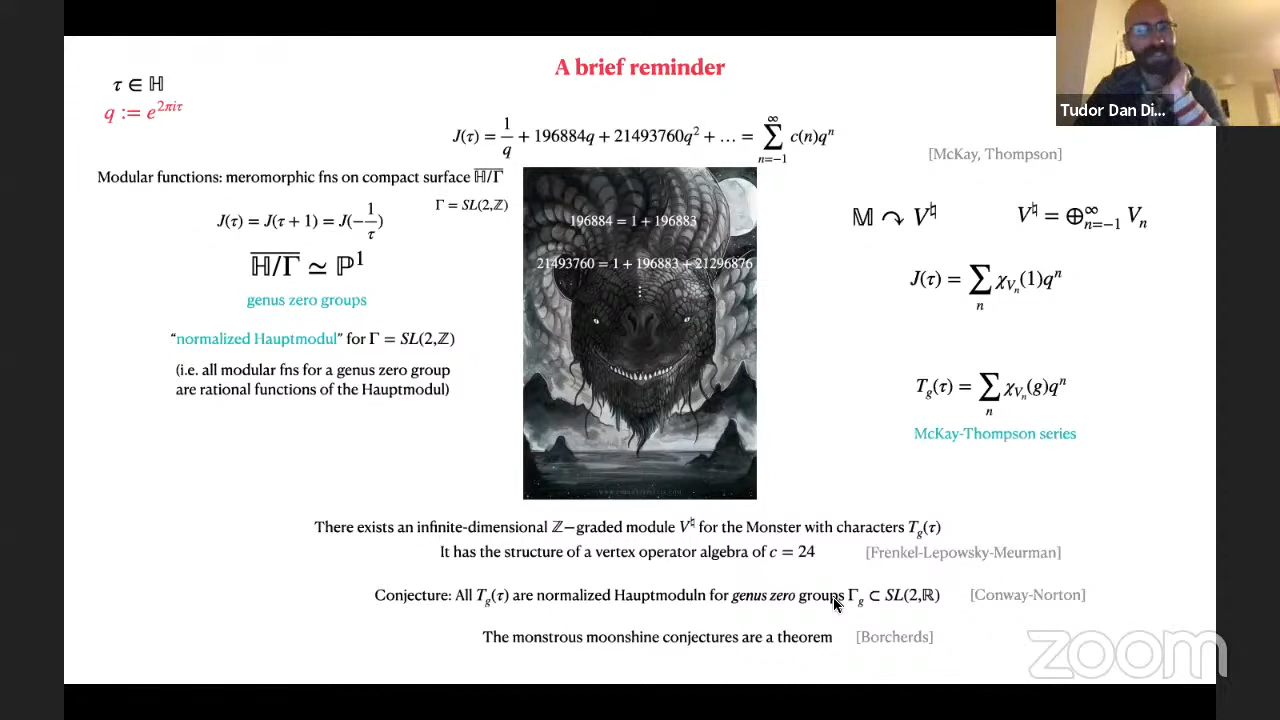 A brief reminder
τ ∈ ℍ
q := e^{2πiτ}
J(τ) = 1/q + 196884q + 21493760q² + … = ∑_{n=−1}^{∞} c(n)qⁿ
[McKay, Thompson]
Tudor Dan Di...
Modular functions: meromorphic fns on compact surface \overline{ℍ/Γ}
Γ = SL(2,ℤ)
J(τ) = J(τ + 1) = J(−1/τ)
\overline{ℍ/Γ} ≃ ℙ¹
genus zero groups
“normalized Hauptmodul” for Γ = SL(2,ℤ)
(i.e. all modular fns for a genus zero group
are rational functions of the Hauptmodul)
196884 = 1 + 196883
21493760 = 1 + 196883 + 21296876
⋮
𝕄 ↷ V^♮
V^♮ = ⊕_{n=−1}^{∞} V_n
J(τ) = ∑_n χ_{V_n}(1)qⁿ
T_g(τ) = ∑_n χ_{V_n}(g)qⁿ
McKay-Thompson series
There exists an infinite-dimensional ℤ−graded module V^♮ for the Monster with characters T_g(τ)
It has the structure of a vertex operator algebra of c = 24 [Frenkel-Lepowsky-Meurman]
Conjecture: All T_g(τ) are normalized Hauptmoduln for genus zero groups Γ_g ⊂ SL(2,ℝ) [Conway-Norton]
The monstrous moonshine conjectures are a theorem [Borcherds]
zoom